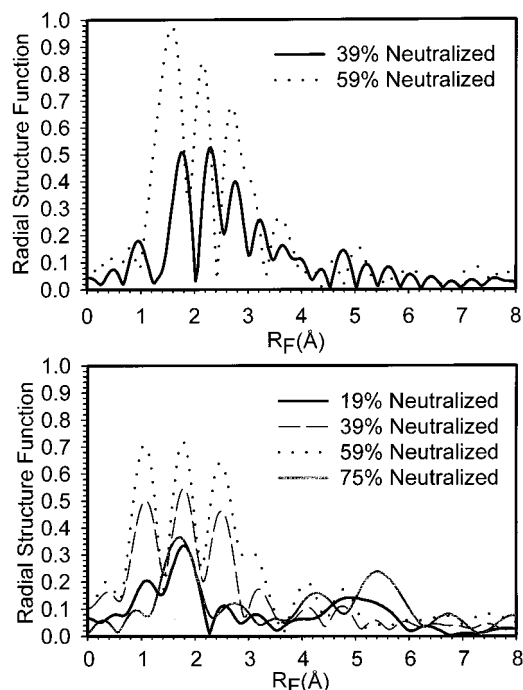 1.0
0.9
0.8
0.7
0.6
0.5
0.4
0.3
0.2
0.1
0.0
Radial Structure Function
39% Neutralized
59% Neutralized
0 1 2 3 4 5 6 7 8
R_F(Å)
1.0
0.9
0.8
0.7
0.6
0.5
0.4
0.3
0.2
0.1
0.0
Radial Structure Function
19% Neutralized
39% Neutralized
59% Neutralized
75% Neutralized
0 1 2 3 4 5 6 7 8
R_F(Å)